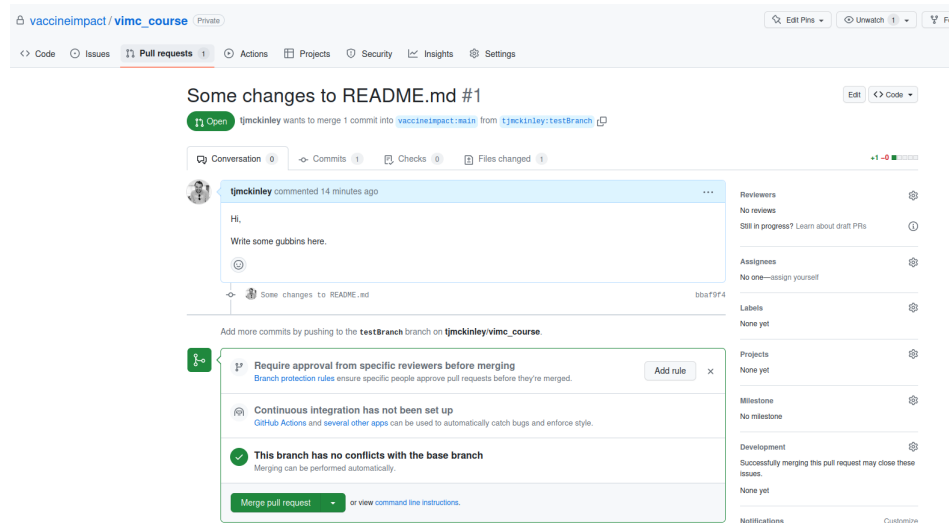 vaccineimpact / vimc_course Private
Edit Pins
Unwatch 1
Code
Issues
Pull requests 1
Actions
Projects
Security
Insights
Settings
Some changes to README.md #1
Edit
<> Code
Open
tjmckinley wants to merge 1 commit into vaccineimpact:main from tjmckinley:testBranch
Conversation 0
Commits 1
Checks 0
Files changed 1
+1 −0
tjmckinley commented 14 minutes ago
Hi,
Write some gubbins here.
Some changes to README.md
bbaf9f4
Add more commits by pushing to the testBranch branch on tjmckinley/vimc_course.
Require approval from specific reviewers before merging
Branch protection rules ensure specific people approve pull requests before they're merged.
Add rule
Continuous integration has not been set up
GitHub Actions and several other apps can be used to automatically catch bugs and enforce style.
This branch has no conflicts with the base branch
Merging can be performed automatically.
Merge pull request
or view command line instructions.
Reviewers
No reviews
Still in progress? Learn about draft PRs
Assignees
No one—assign yourself
Labels
None yet
Projects
None yet
Milestone
No milestone
Development
Successfully merging this pull request may close these
issues.
None yet
Notifications
Customize